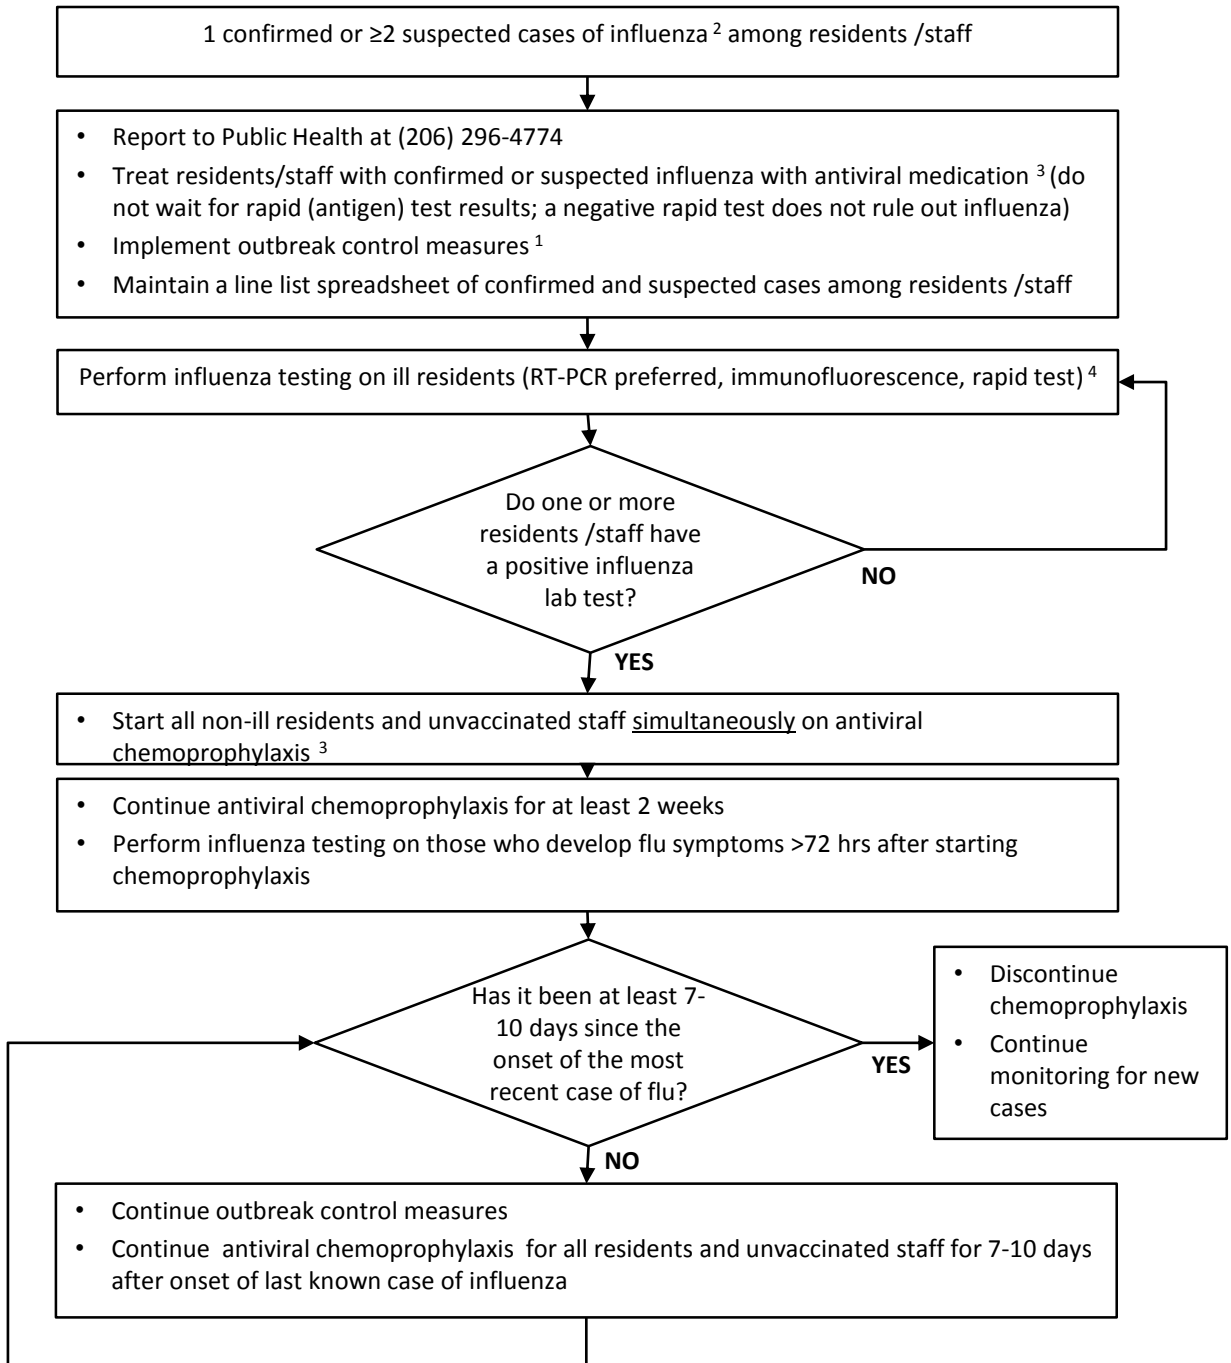 1 confirmed or ≥2 suspected cases of influenza 2 among residents /staff
• Report to Public Health at (206) 296-4774
• Treat residents/staff with confirmed or suspected influenza with antiviral medication 3 (do
not wait for rapid (antigen) test results; a negative rapid test does not rule out influenza)
• Implement outbreak control measures 1
• Maintain a line list spreadsheet of confirmed and suspected cases among residents /staff
Perform influenza testing on ill residents (RT-PCR preferred, immunofluorescence, rapid test) 4
Do one or more
residents /staff have
a positive influenza
lab test?
NO
YES
• Start all non-ill residents and unvaccinated staff simultaneously on antiviral
chemoprophylaxis 3
• Continue antiviral chemoprophylaxis for at least 2 weeks
• Perform influenza testing on those who develop flu symptoms >72 hrs after starting
chemoprophylaxis
Has it been at least 7-
10 days since the
onset of the most
recent case of flu?
YES
• Discontinue
chemoprophylaxis
• Continue
monitoring for new
cases
NO
• Continue outbreak control measures
• Continue antiviral chemoprophylaxis for all residents and unvaccinated staff for 7-10 days
after onset of last known case of influenza